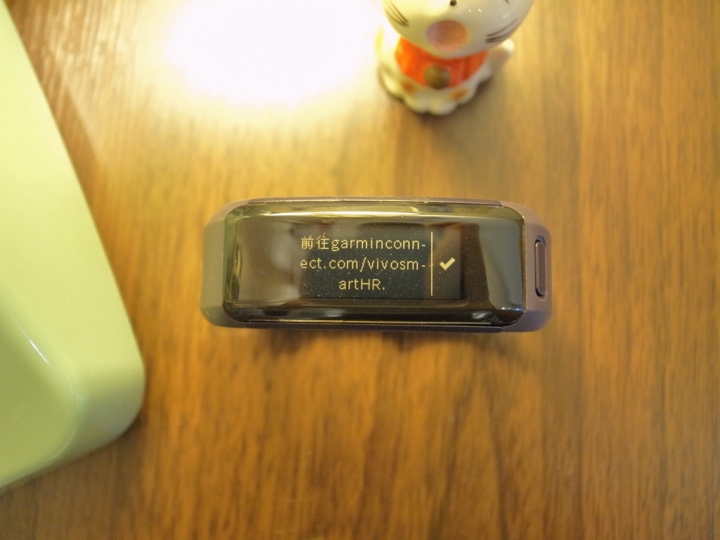 前往garminconn-
ect.com/vivosm-
artHR.